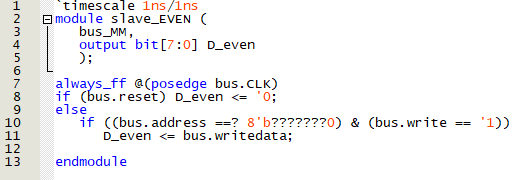 1 `timescale 1ns/1ns
2 module slave_EVEN (
3 bus_MM,
4 output bit[7:0] D_even
5 );
6
7 always_ff @(posedge bus.CLK)
8 if (bus.reset) D_even <= '0;
9 else
10 if ((bus.address ==? 8'b???????0) & (bus.write == '1))
11 D_even <= bus.writedata;
12
13 endmodule